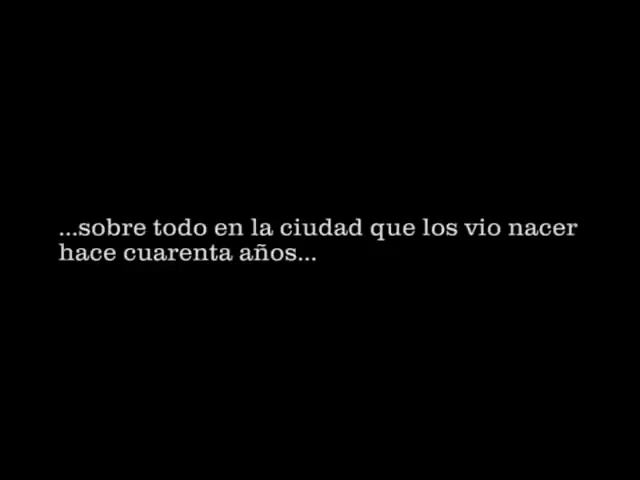 ...sobre todo en la ciudad que los vio nacer
hace cuarenta años...